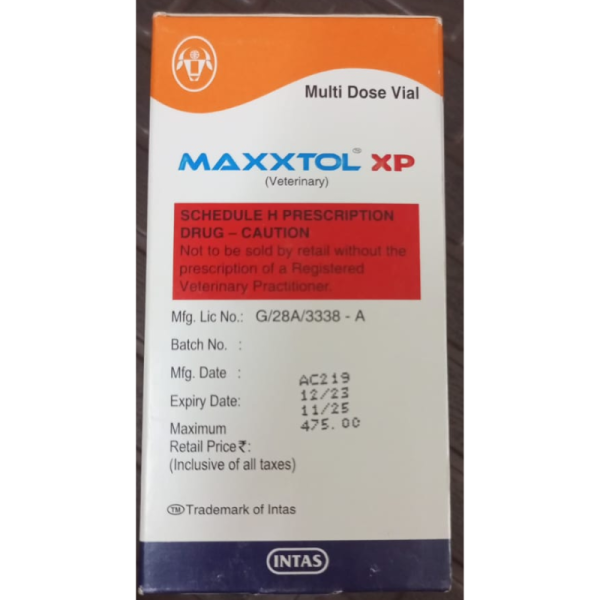 Multi Dose Vial
MAXXTOL XP
(Veterinary)
SCHEDULE H PRESCRIPTION
DRUG – CAUTION
Not to be sold by retail without the
prescription of a Registered
Veterinary Practitioner.
Mfg. Lic No.: G/28A/3338 - A
Batch No. :
Mfg. Date :
AC219
12/23
Expiry Date:
11/25
Maximum
475.00
Retail Price ₹:
(Inclusive of all taxes)
TM Trademark of Intas
INTAS